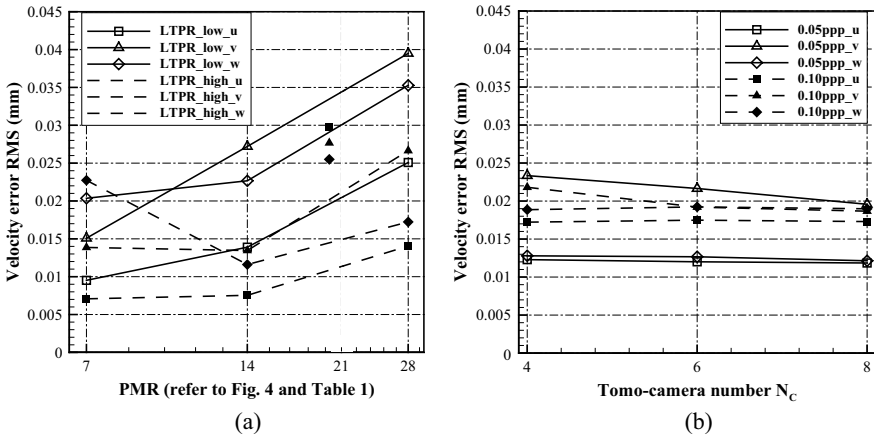 0.045
0.04
0.035
0.03
0.025
0.02
0.015
0.01
0.005
0
Velocity error RMS (mm)
LTPR_low_u
LTPR_low_v
LTPR_low_w
LTPR_high_u
LTPR_high_v
LTPR_high_w
7 14 21 28
PMR (refer to Fig. 4 and Table 1)
(a)
0.045
0.04
0.035
0.03
0.025
0.02
0.015
0.01
0.005
0
Velocity error RMS (mm)
0.05ppp_u
0.05ppp_v
0.05ppp_w
0.10ppp_u
0.10ppp_v
0.10ppp_w
4 6 8
Tomo-camera number N_C
(b)